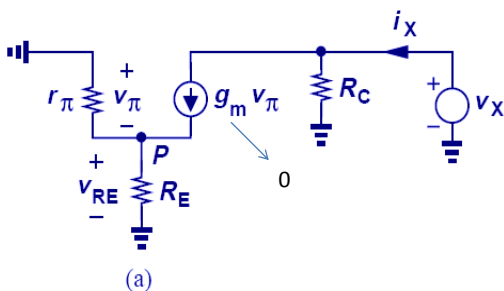 i_X
+
r_π
v_π
−
g_m v_π
R_C
+
v_X
−
P
+
v_RE
−
R_E
0
(a)